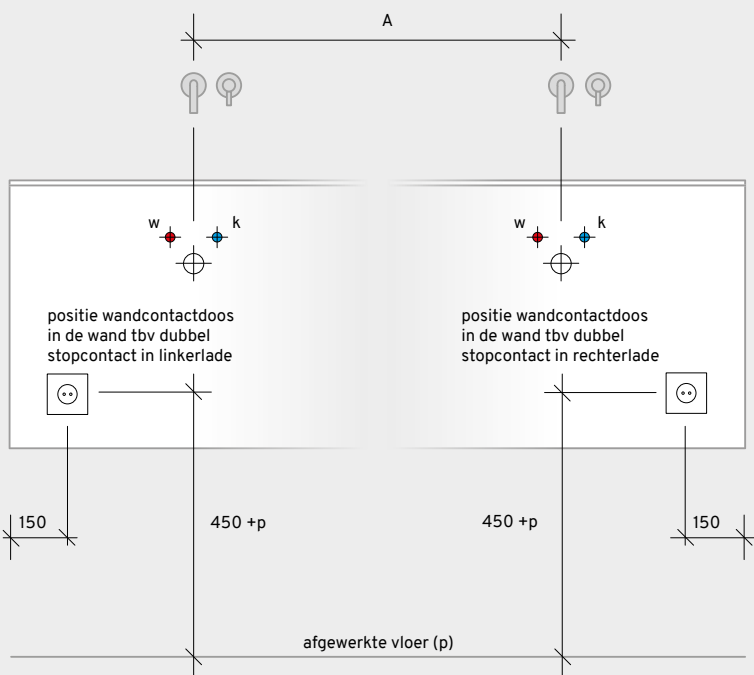 A
w
k
w
k
positie wandcontactdoos
in de wand tbv dubbel
stopcontact in linkerlade
positie wandcontactdoos
in de wand tbv dubbel
stopcontact in rechterlade
150
450 +p
450 +p
150
afgewerkte vloer (p)